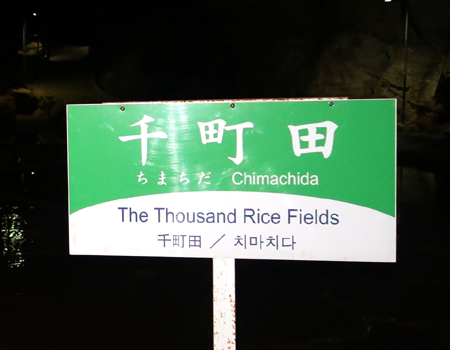 千町田
ちまちだ Chimachida
The Thousand Rice Fields
千町田 / 치마치다